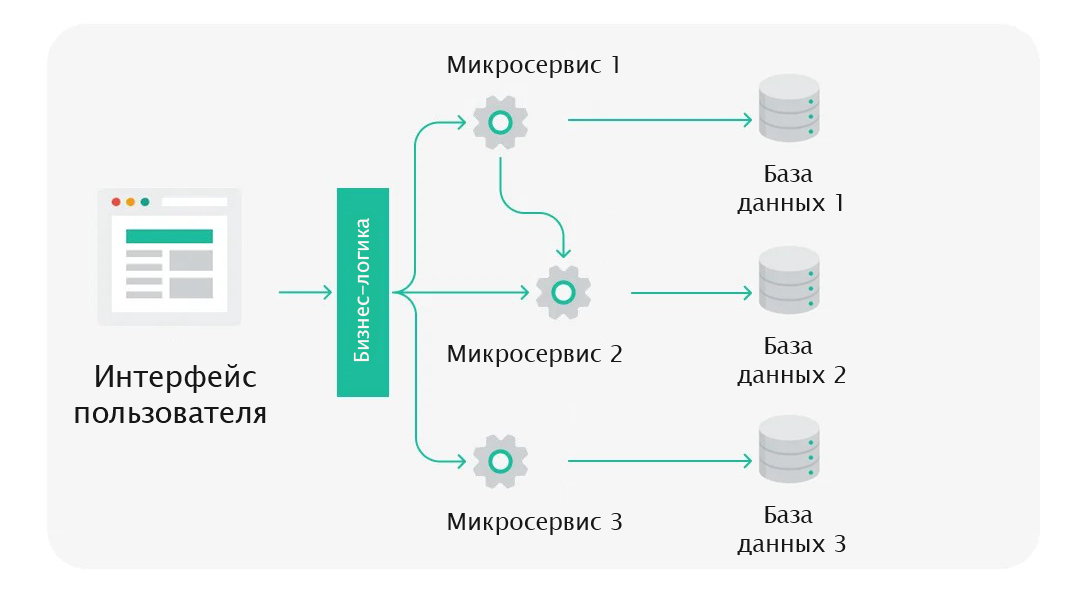 Микросервис 1
База
данных 1
Бизнес-логика
Интерфейс
пользователя
Микросервис 2
База
данных 2
Микросервис 3
База
данных 3